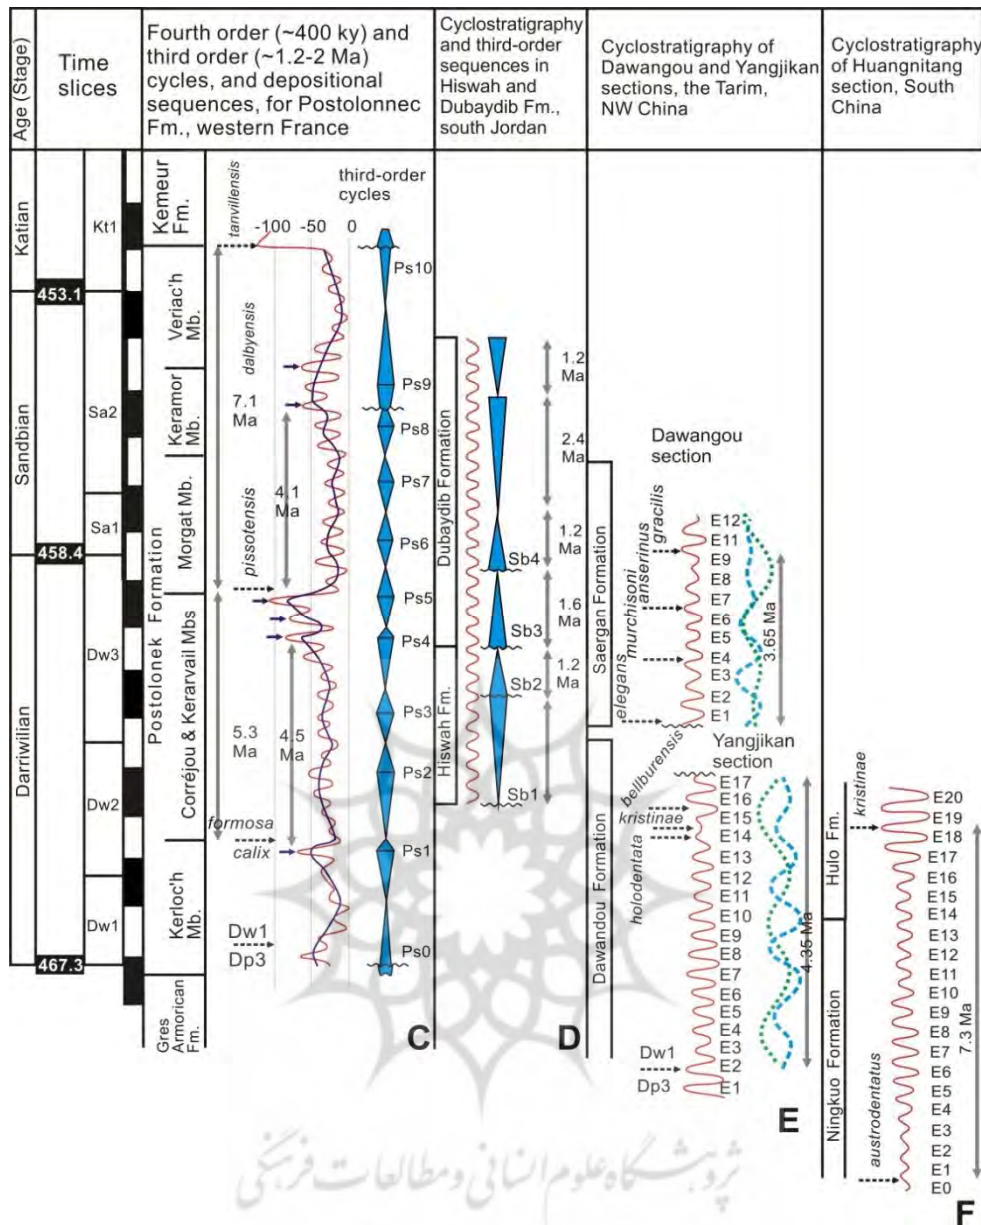 Age (Stage)
Time
slices
Fourth order (~400 ky) and
third order (~1.2-2 Ma)
cycles, and depositional
sequences, for Postolonnec
Fm., western France
Cyclostratigraphy
and third-order
sequences in
Hiswah and
Dubaydib Fm.,
south Jordan
Cyclostratigraphy of
Dawangou and Yangjikan
sections, the Tarim,
NW China
Cyclostratigraphy
of Huangnitang
section, South
China
Katian
Sandbian
Darriwilian
453.1
458.4
467.3
Kt1
Sa2
Sa1
Dw3
Dw2
Dw1
Kemeur
Fm.
Postolonek Formation
Veriac'h
Mb.
Keramor
Mb.
Morgat Mb.
Corréjou & Kerarvail Mbs
Kerloc'h
Mb.
Gres
Armorican
Fm.
tanvillensis
dalbyensis
pissotensis
formosa
calix
Dw1
Dp3
7.1
Ma
4.1
Ma
5.3
Ma
4.5
Ma
third-order
cycles
-100 -50 0
Ps10
Ps9
Ps8
Ps7
Ps6
Ps5
Ps4
Ps3
Ps2
Ps1
Ps0
C
Dubaydib Formation
Hiswah Fm.
Sb4
Sb3
Sb2
Sb1
1.2
Ma
2.4
Ma
1.2
Ma
1.6
Ma
1.2
Ma
D
Dawangou
section
Saergan Formation
Dawandou Formation
gracilis
anserinus
murchisoni
elegans
E12
E11
E9
E8
E7
E6
E5
E4
E3
E2
E1
3.65 Ma
Yangjikan
section
bellburensis
kristinae
holodentata
Dw1
Dp3
E17
E16
E15
E14
E13
E12
E11
E10
E9
E8
E7
E6
E5
E4
E3
E2
E1
4.35 Ma
E
Hulo Fm.
Ningkuo Formation
kristinae
austrodentatus
E20
E19
E18
E17
E16
E15
E14
E13
E12
E11
E10
E9
E8
E7
E6
E5
E4
E3
E2
E1
E0
7.3 Ma
F
پژوهشگاه علوم انسانی و مطالعات فرهنگی